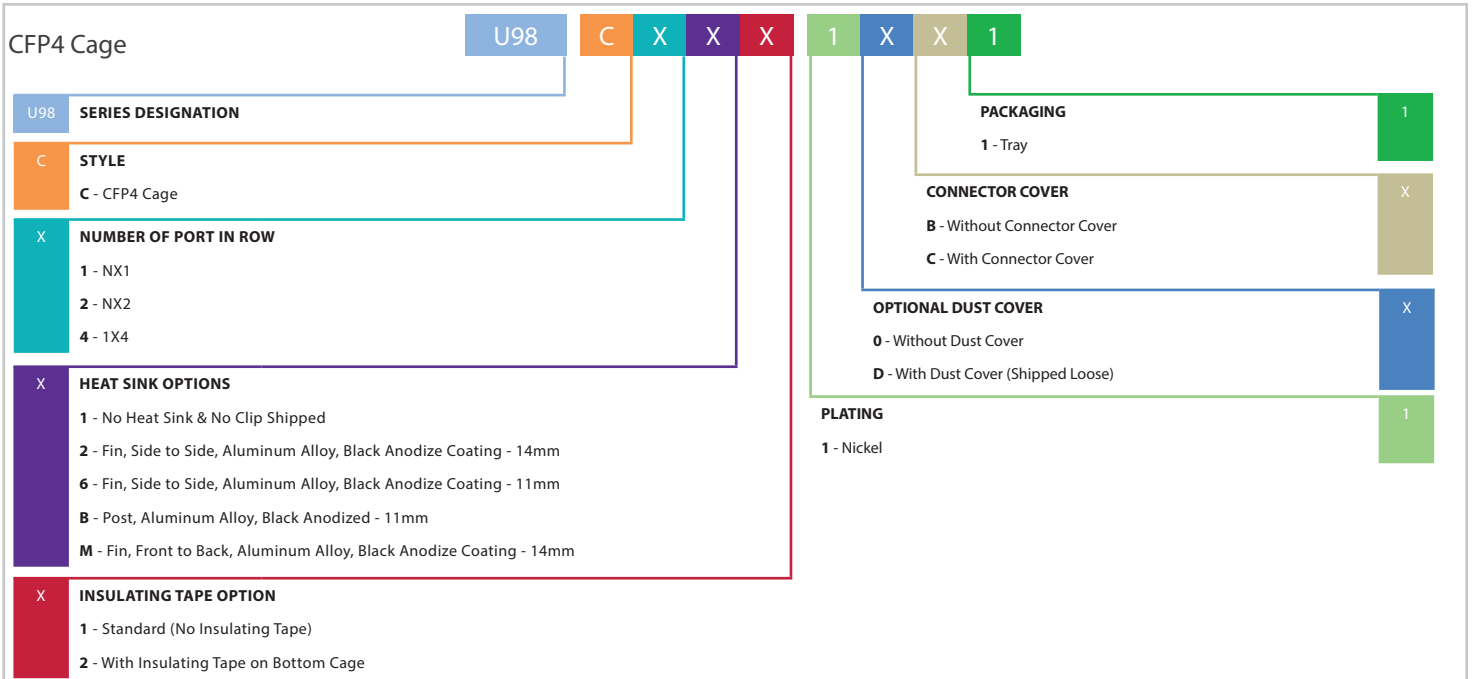 CFP4 Cage
U98 C X X X 1 X X 1
U98 SERIES DESIGNATION
C STYLE
C - CFP4 Cage
X NUMBER OF PORT IN ROW
1 - NX1
2 - NX2
4 - 1X4
X HEAT SINK OPTIONS
1 - No Heat Sink & No Clip Shipped
2 - Fin, Side to Side, Aluminum Alloy, Black Anodize Coating - 14mm
6 - Fin, Side to Side, Aluminum Alloy, Black Anodize Coating - 11mm
B - Post, Aluminum Alloy, Black Anodized - 11mm
M - Fin, Front to Back, Aluminum Alloy, Black Anodize Coating - 14mm
X INSULATING TAPE OPTION
1 - Standard (No Insulating Tape)
2 - With Insulating Tape on Bottom Cage
PACKAGING 1
1 - Tray
CONNECTOR COVER X
B - Without Connector Cover
C - With Connector Cover
OPTIONAL DUST COVER X
0 - Without Dust Cover
D - With Dust Cover (Shipped Loose)
PLATING 1
1 - Nickel